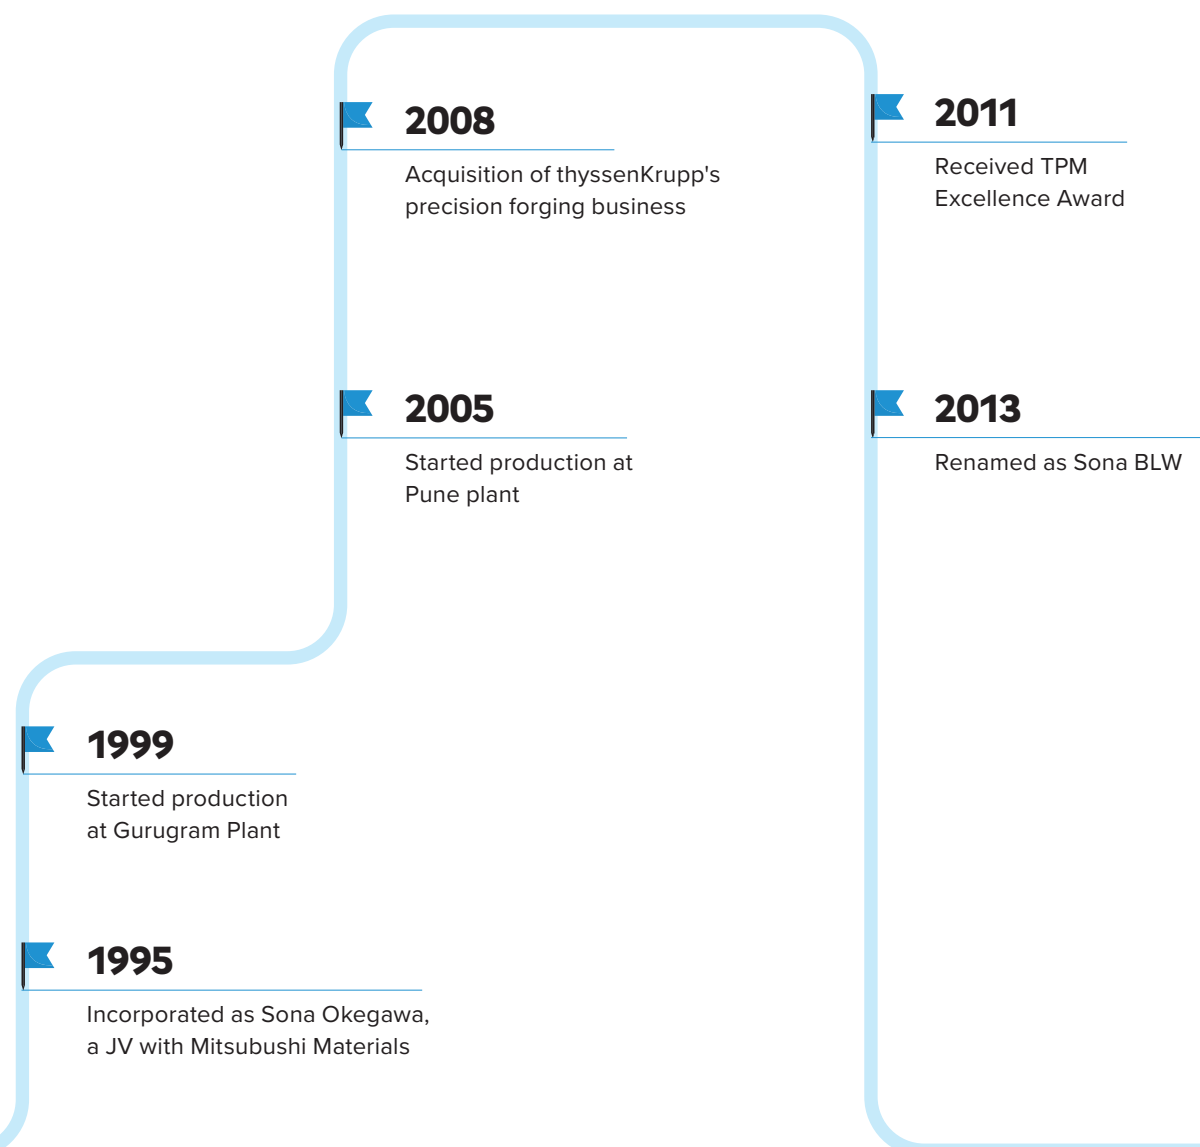 2008
Acquisition of thyssenKrupp's
precision forging business
2011
Received TPM
Excellence Award
2005
Started production at
Pune plant
2013
Renamed as Sona BLW
1999
Started production
at Gurugram Plant
1995
Incorporated as Sona Okegawa,
a JV with Mitsubushi Materials